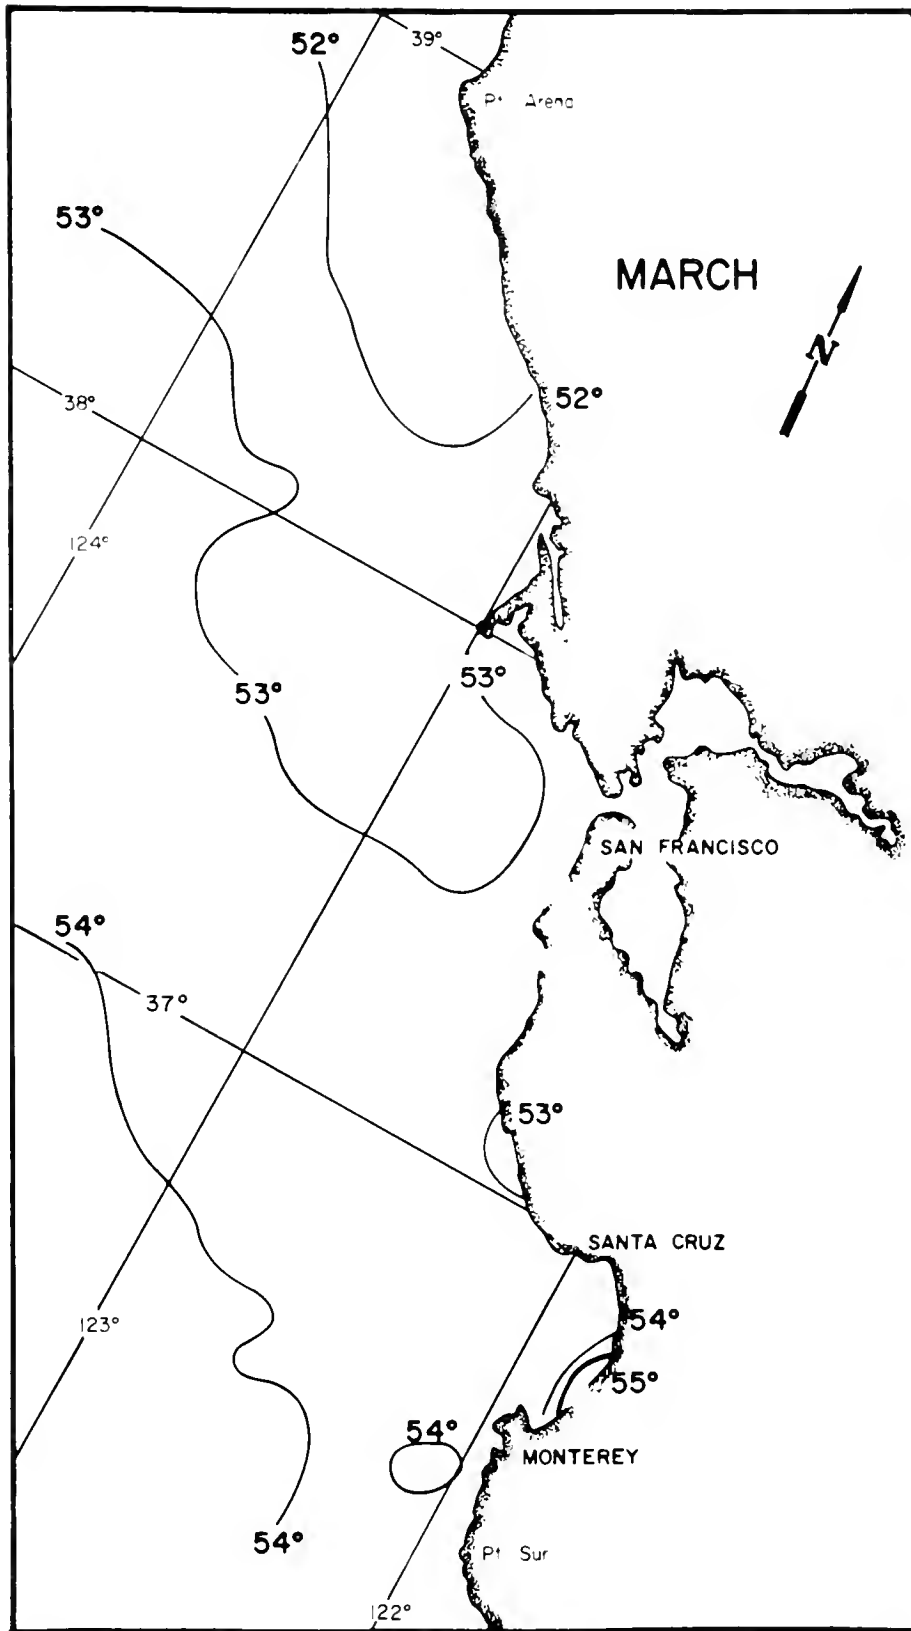 39°
52°
Pt Arena
53°
MARCH
N
38°
52°
124°
53°
53°
SAN FRANCISCO
54°
37°
53°
SANTA CRUZ
54°
123°
55°
54°
MONTEREY
54°
Pt Sur
122°